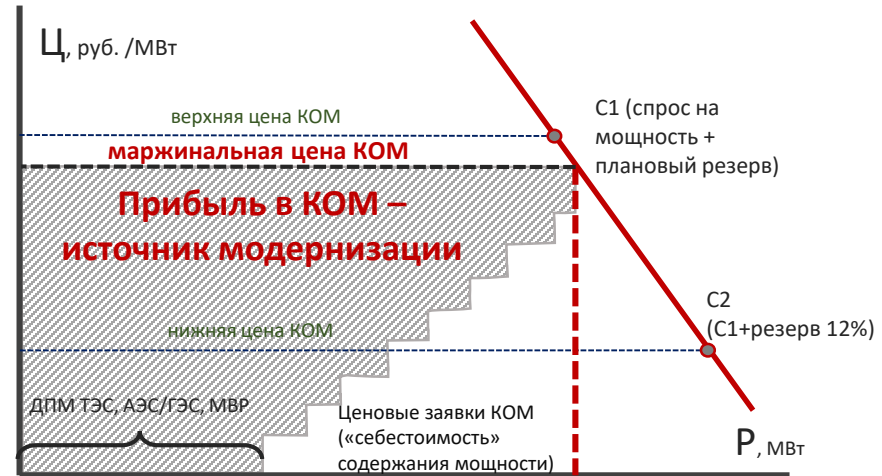 Ц, руб. /МВт
верхняя цена КОМ
маржинальная цена КОМ
С1 (спрос на
мощность +
плановый резерв)
Прибыль в КОМ –
источник модернизации
С2
(С1+резерв 12%)
нижняя цена КОМ
ДПМ ТЭС, АЭС/ГЭС, МВР
Ценовые заявки КОМ
(«себестоимость»
содержания мощности)
Р, МВт